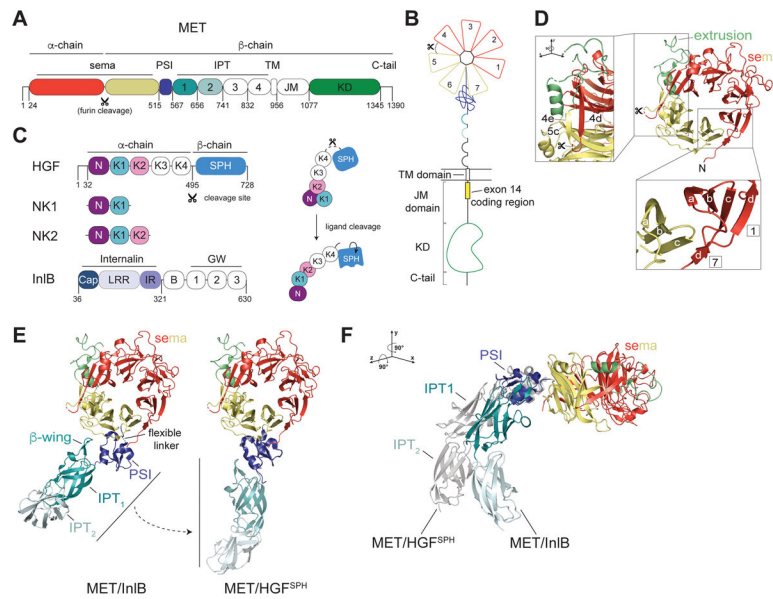 A
MET
α-chain
β-chain
sema
PSI
IPT
TM
C-tail
1
2
3
4
JM
KD
1
24
(furin cleavage)
515
567
656
741
832
956
1077
1345
1390
B
1
2
3
4
5
6
7
TM domain
JM
domain
exon 14
coding region
KD
C-tail
C
α-chain
β-chain
HGF
N
K1
K2
K3
K4
SPH
1
32
495
728
cleavage site
NK1
N
K1
NK2
N
K1
K2
Internalin
GW
InlB
Cap
LRR
IR
B
1
2
3
36
321
630
K4
SPH
K3
K2
N
K1
ligand cleavage
K2
K3
K4
SPH
K1
N
D
extrusion
sema
4e
4d
5c
N
a
b
c
a
b
c
d
d
1
7
E
sema
flexible
linker
β-wing
PSI
IPT1
IPT2
MET/InlB
MET/HGFSPH
F
y
90°
z
90°
x
sema
PSI
IPT1
IPT2
MET/HGFSPH
MET/InlB